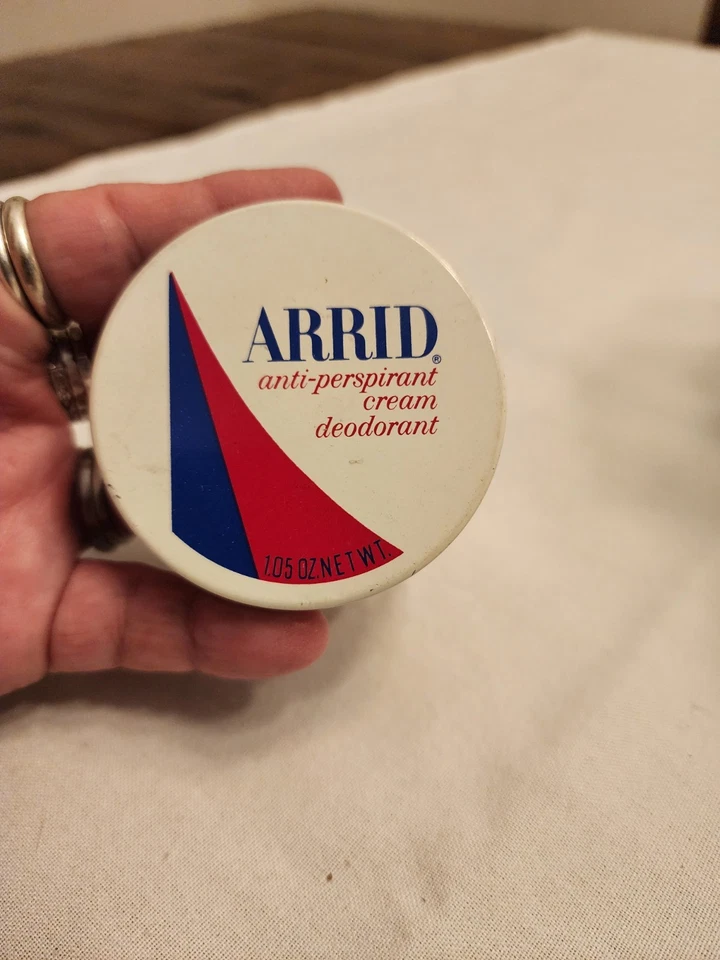 ARRID®
anti-perspirant
cream
deodorant
1.05 OZ. NET WT.